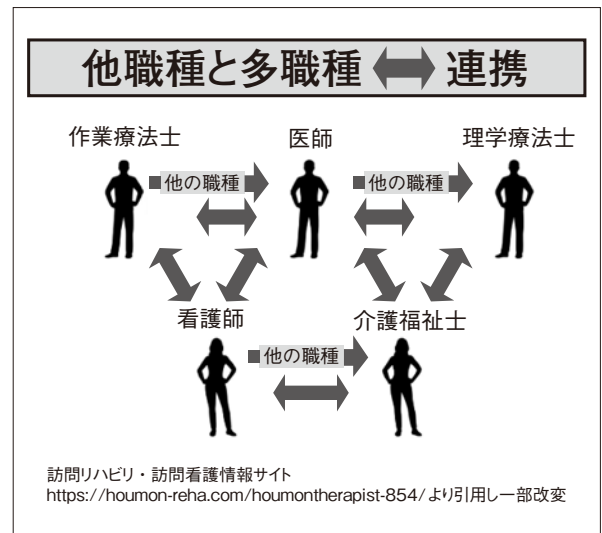 他職種と多職種 ⟷ 連携
作業療法士 医師 理学療法士
他の職種 他の職種
看護師 介護福祉士
他の職種
訪問リハビリ・訪問看護情報サイト
https://houmon-reha.com/houmontherapist-854/より引用し一部改変